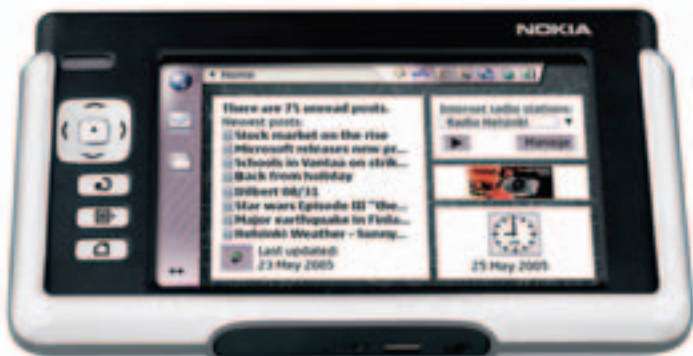 NOKIA
Home
There are 75 unread posts.
Newest posts:
Stock market on the rise
Microsoft releases new pr...
Schools in Vantaa on strik...
Back from holiday
Dilbert 08/31
Star wars Episode III "the...
Major earthquake in Finla...
Helsinki Weather - Sunny...
Last updated:
23 May 2005
Internet radio stations:
Radio Helsinki
Manage
25 May 2005